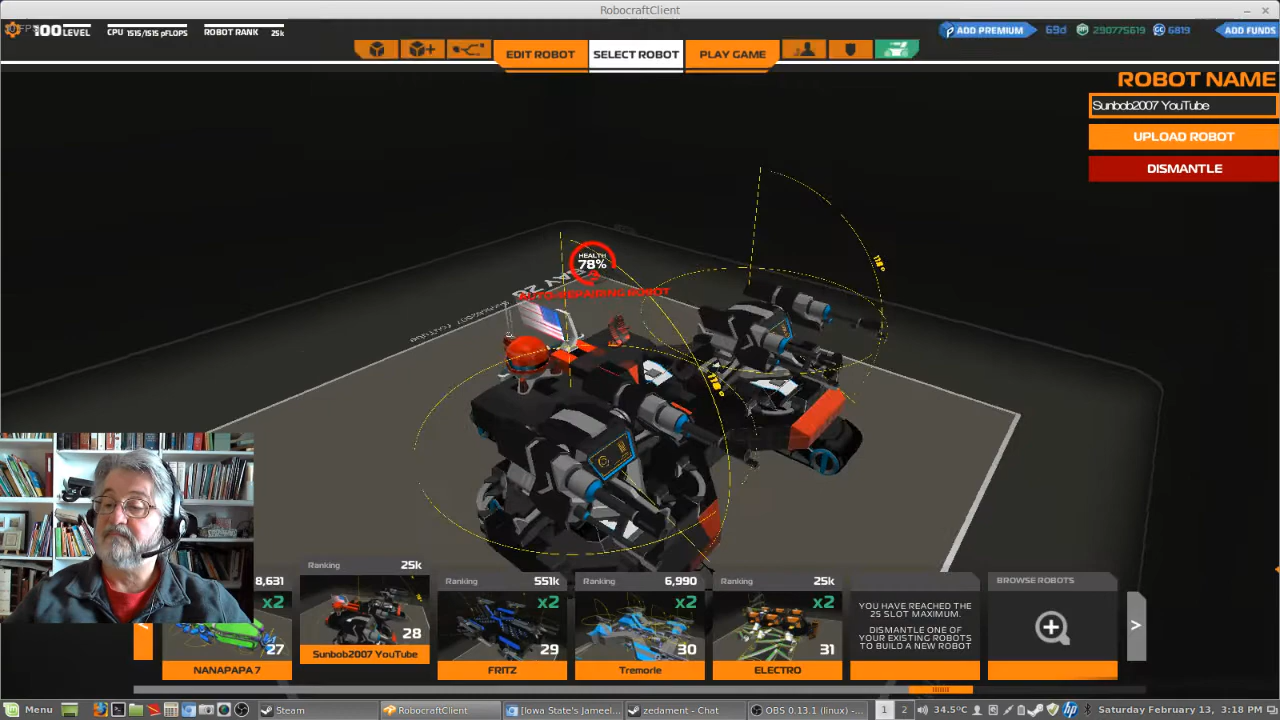 RobocraftClient
100 LEVEL
CPU 1515/1515 pFLOPS
ROBOT RANK 25k
EDIT ROBOT
SELECT ROBOT
PLAY GAME
ADD PREMIUM
69d
290775619
6819
ADD FUNDS
ROBOT NAME
Sunbob2007 YouTube
UPLOAD ROBOT
DISMANTLE
HEALTH
78%
AUTO-REPAIRING ROBOT
118°
118°
8,631
x2
27
NANAPAPA 7
Ranking 25k
28
Sunbob2007 YouTube
Ranking 551k
x2
29
FRITZ
Ranking 6,990
x2
30
Tremorle
Ranking 25k
x2
31
ELECTRO
YOU HAVE REACHED THE
25 SLOT MAXIMUM.
DISMANTLE ONE OF
YOUR EXISTING ROBOTS
TO BUILD A NEW ROBOT
BROWSE ROBOTS
Menu
Steam
RobocraftClient
[Iowa State's Jameel...
zedament - Chat
OBS 0.13.1 (linux) -...
1
2
34.5°C
Saturday February 13, 3:18 PM